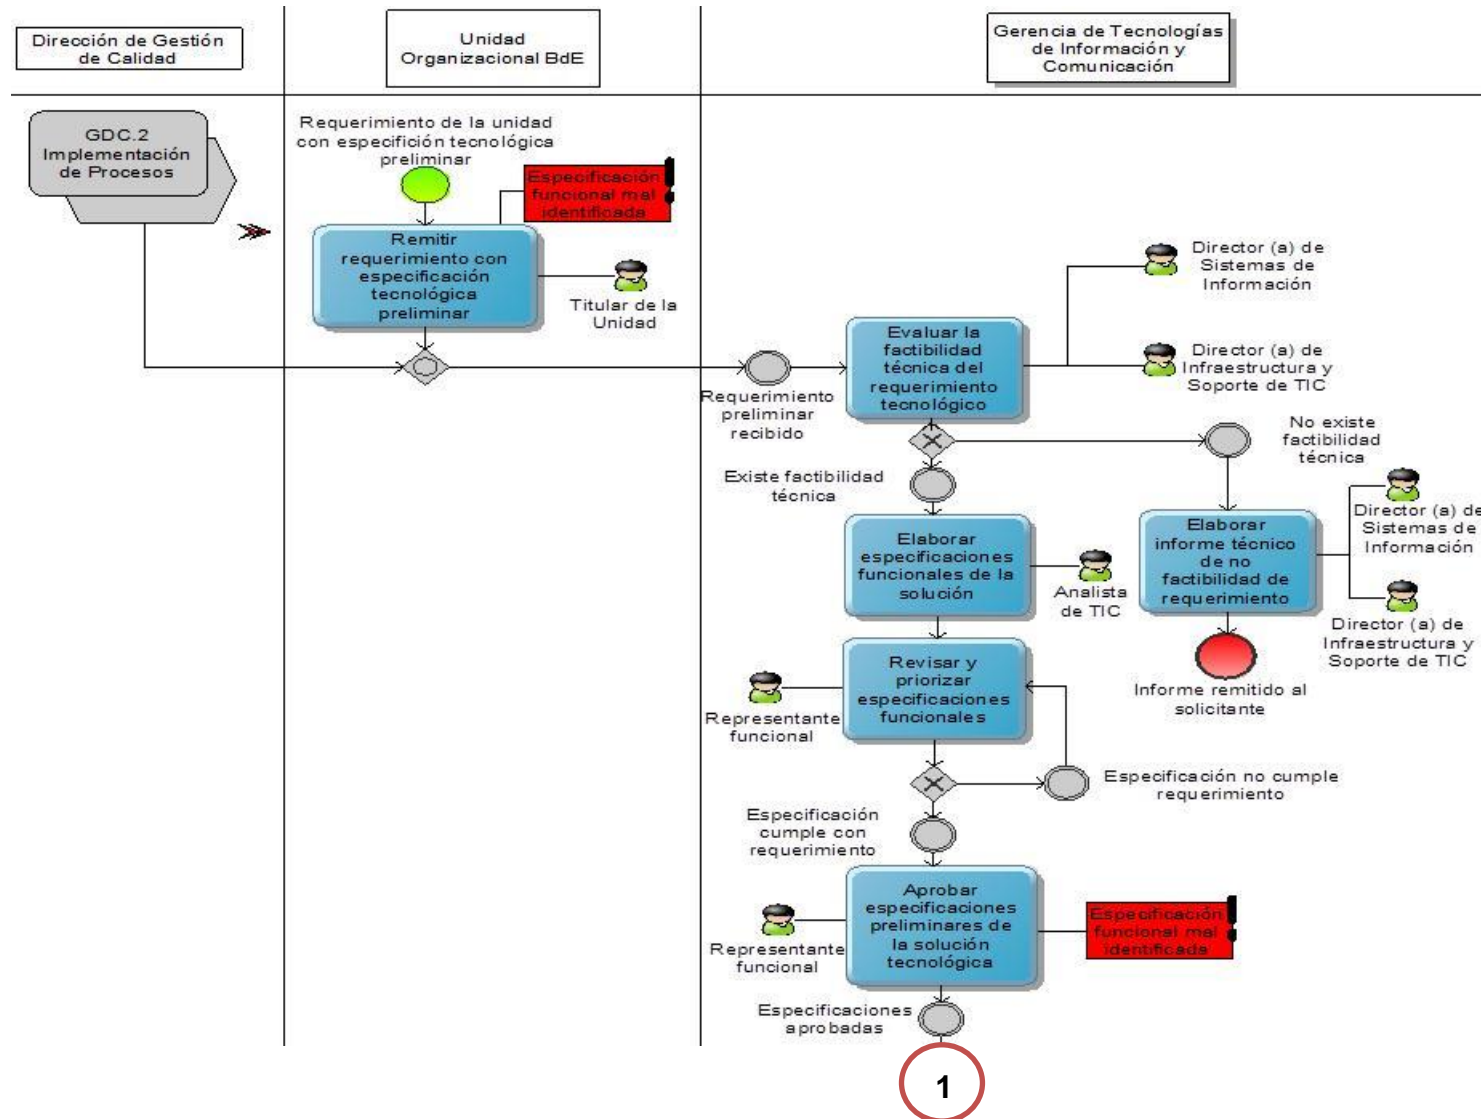 Dirección de Gestión
de Calidad
Unidad
Organizacional BdE
Gerencia de Tecnologías
de Información y
Comunicación
GDC.2
Implementación
de Procesos
Requerimiento de la unidad
con especifición tecnológica
preliminar
Especificación
funcional mal
identificada
Remitir
requerimiento con
especificación
tecnológica
preliminar
Titular de la
Unidad
Director (a) de
Sistemas de
Información
Evaluar la
factibilidad
técnica del
requerimiento
tecnológico
Director (a) de
Infraestructura y
Soporte de TIC
Requerimiento
preliminar
recibido
No existe
factibilidad
técnica
Existe factibilidad
técnica
Director (a) de
Sistemas de
Información
Elaborar
especificaciones
funcionales de la
solución
Analista
de TIC
Elaborar
informe técnico
de no
factibilidad de
requerimiento
Director (a) de
Infraestructura y
Soporte de TIC
Revisar y
priorizar
especificaciones
funcionales
Representante
funcional
Informe remitido al
solicitante
Especificación no cumple
requerimiento
Especificación
cumple con
requerimiento
Aprobar
especificaciones
preliminares de
la solución
tecnológica
Representante
funcional
Especificación
funcional mal
identificada
Especificaciones
aprobadas
1